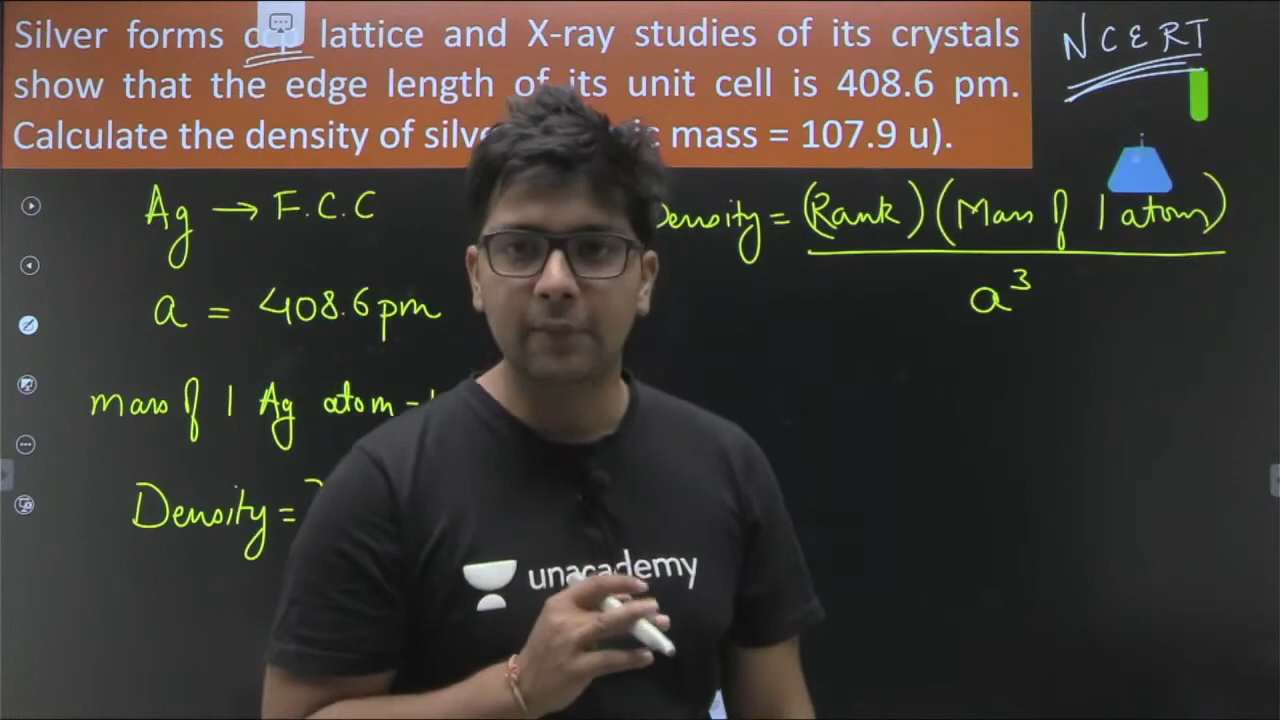 Silver forms lattice and X-ray studies of its crystals
show that the edge length of its unit cell is 408.6 pm.
Calculate the density of mass = 107.9 u).
NCERT
Ag → F.C.C
Density = (Rank) (Mass of 1 atom)
a³
a = 408.6 pm
mass of 1 Ag atom =
Density = ?
unacademy